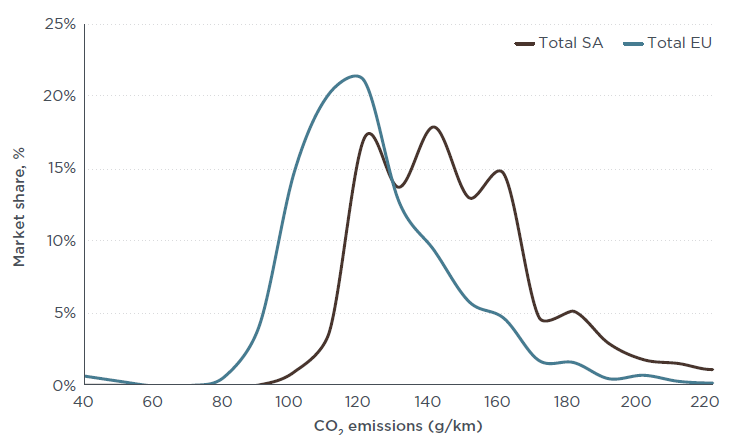 25%
Total SA
Total EU
20%
15%
10%
5%
0%
Market share, %
40 60 80 100 120 140 160 180 200 220
CO₂ emissions (g/km)